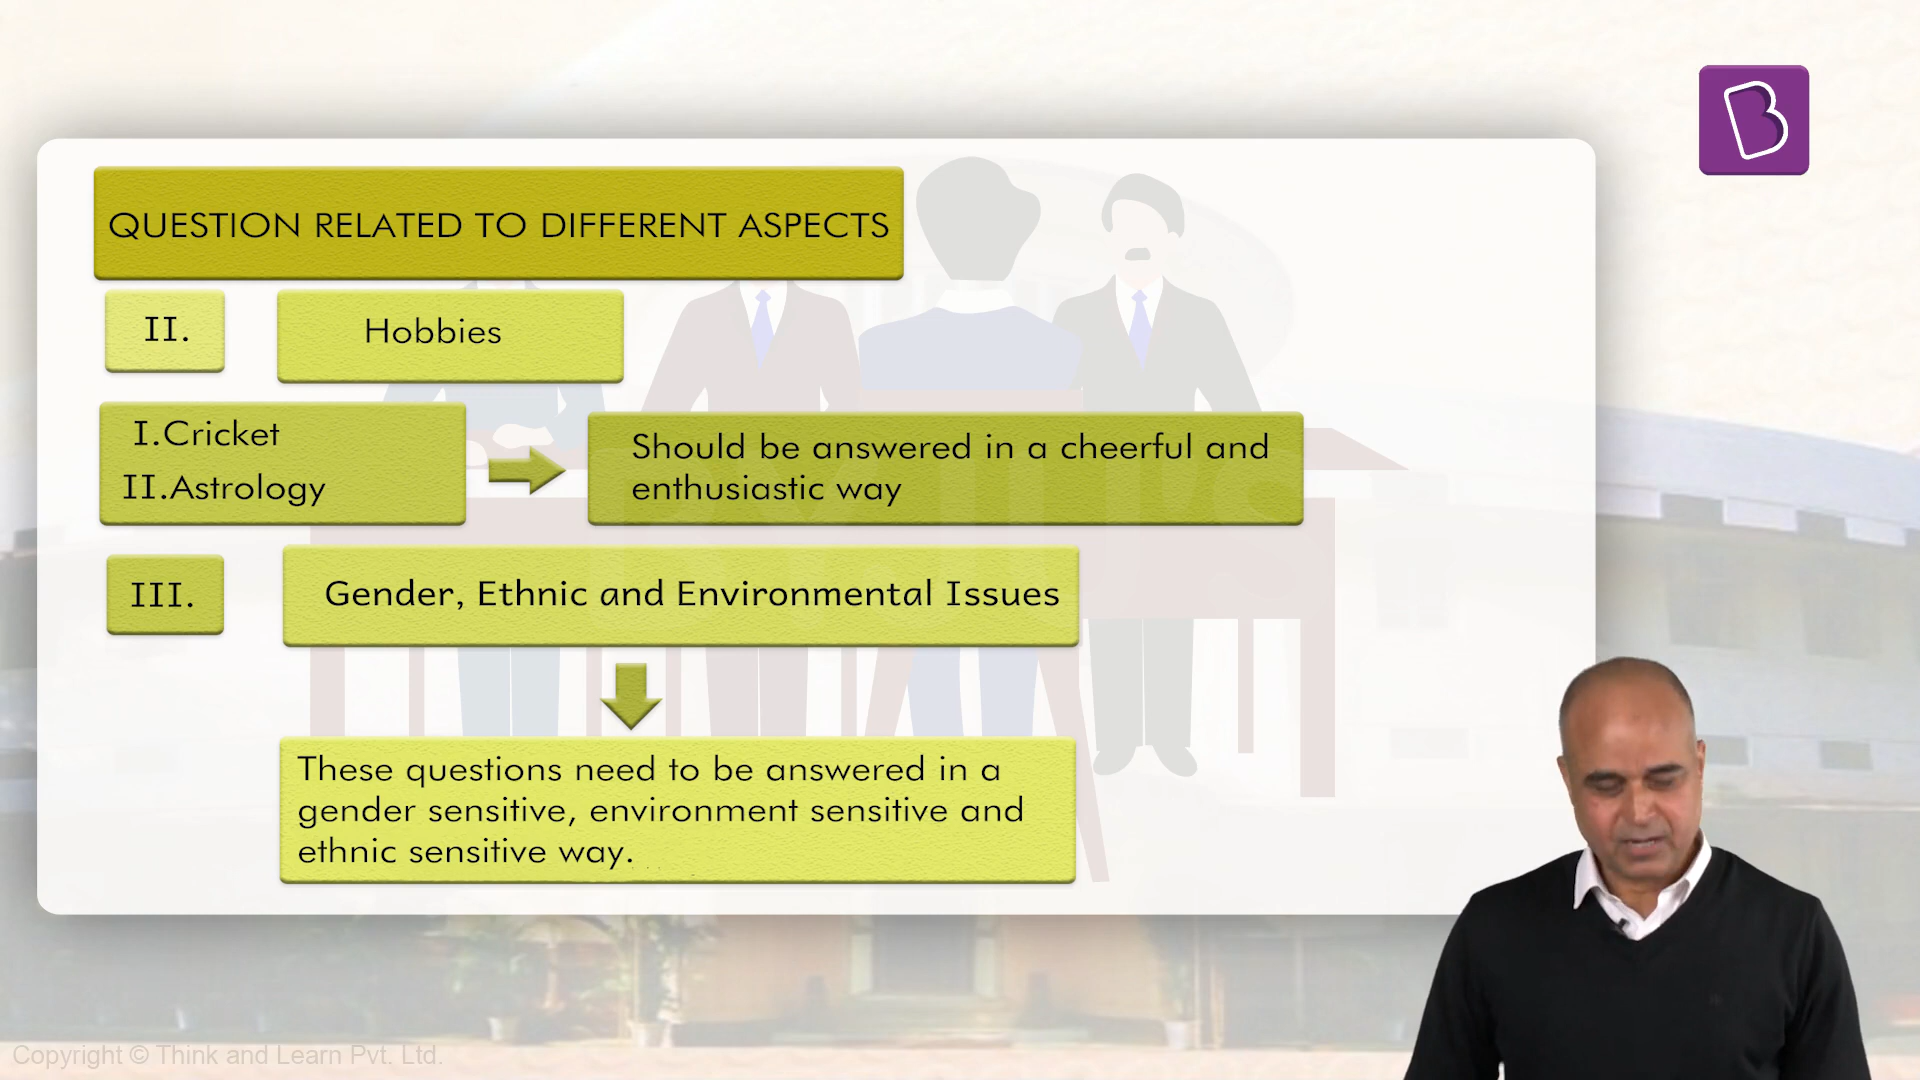 QUESTION RELATED TO DIFFERENT ASPECTS
II.
Hobbies
I.Cricket
II.Astrology
Should be answered in a cheerful and
enthusiastic way
III.
Gender, Ethnic and Environmental Issues
These questions need to be answered in a
gender sensitive, environment sensitive and
ethnic sensitive way.
BYJU'S
B
Copyright © Think and Learn Pvt. Ltd.